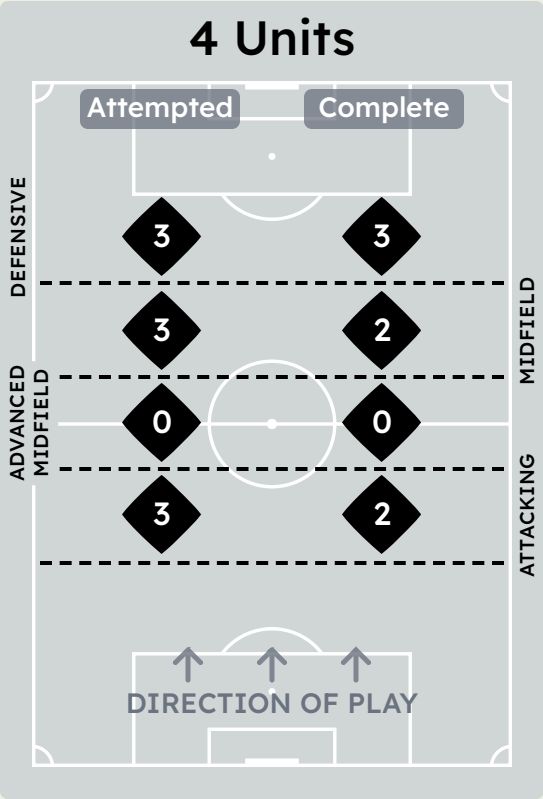 4 Units
Attempted Complete
DEFENSIVE
3 3
MIDFIELD
3 2
ADVANCED
MIDFIELD
0 0
ATTACKING
3 2
DIRECTION OF PLAY